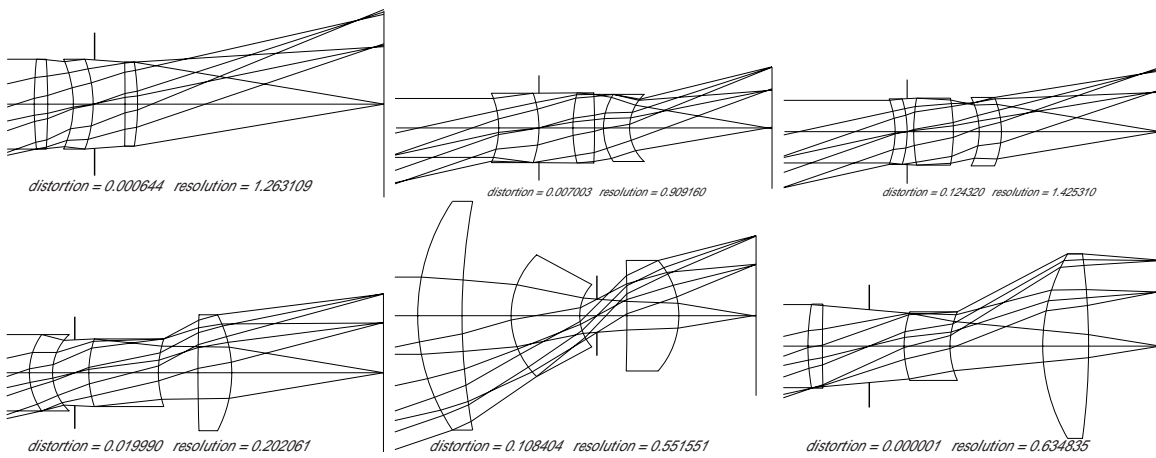 distortion = 0.000644 resolution = 1.263109
distortion = 0.007003 resolution = 0.909160
distortion = 0.124320 resolution = 1.425310
distortion = 0.019990 resolution = 0.202061
distortion = 0.108404 resolution = 0.551551
distortion = 0.000001 resolution = 0.634835